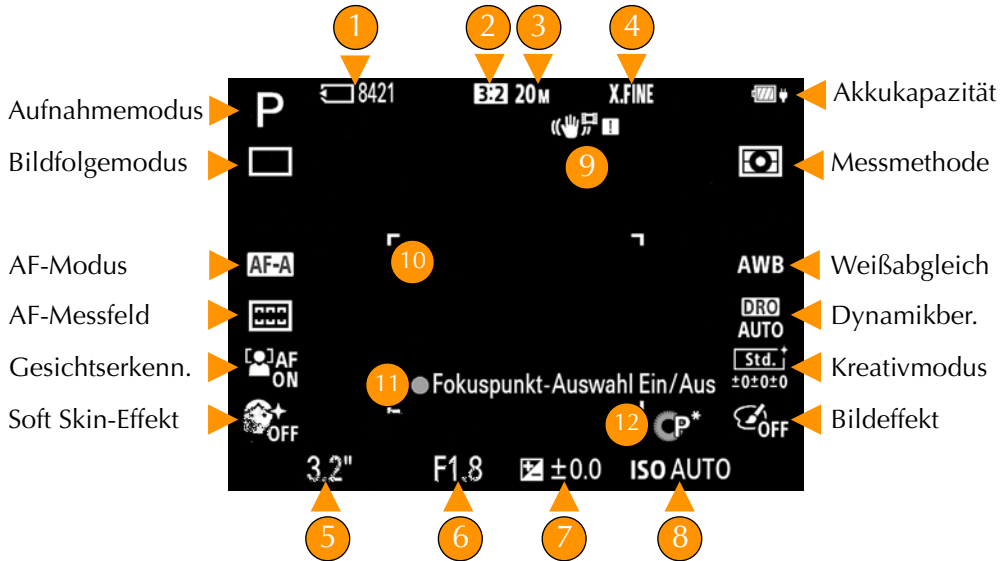 1 2 3 4
8421 3:2 20M X.FINE
Aufnahmemodus P Akkukapazität
Bildfolgemodus 9 Messmethode
10
AF-Modus AF-A AWB Weißabgleich
AF-Messfeld DRO AUTO Dynamikber.
Gesichtserkenn. AF ON Std. ±0±0±0 Kreativmodus
11 Fokuspunkt-Auswahl Ein/Aus
Soft Skin-Effekt OFF 12 P* OFF Bildeffekt
3.2" F1.8 ±0.0 ISO AUTO
5 6 7 8